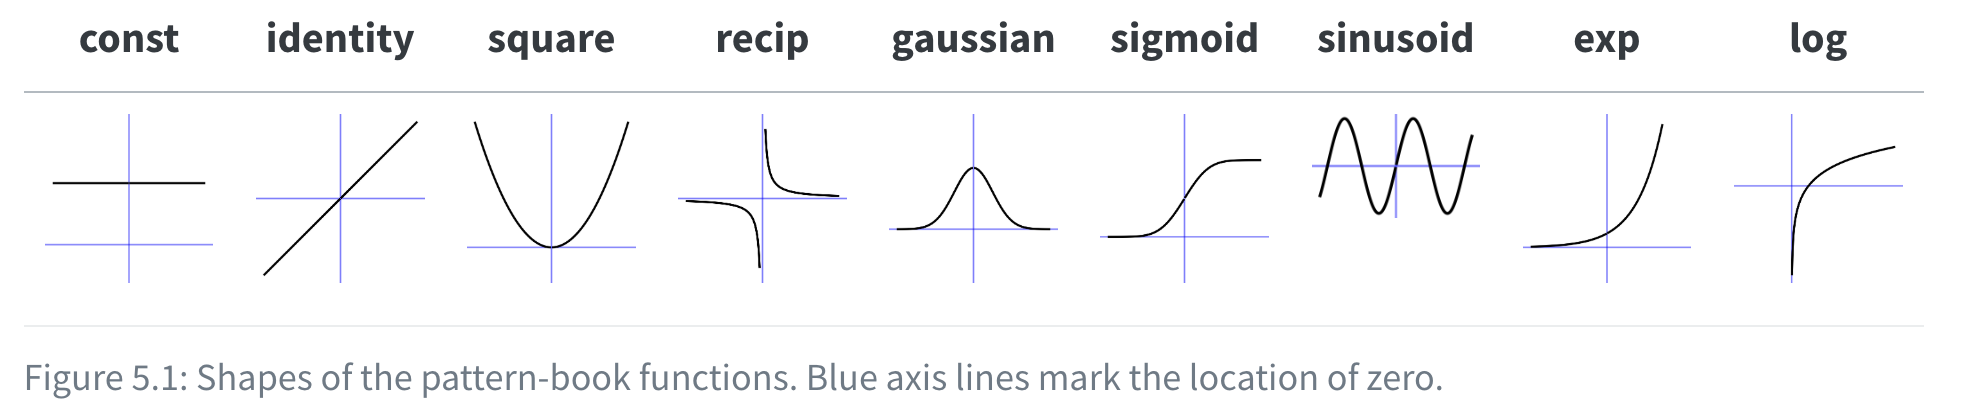 const identity square recip gaussian sigmoid sinusoid exp log
Figure 5.1: Shapes of the pattern-book functions. Blue axis lines mark the location of zero.